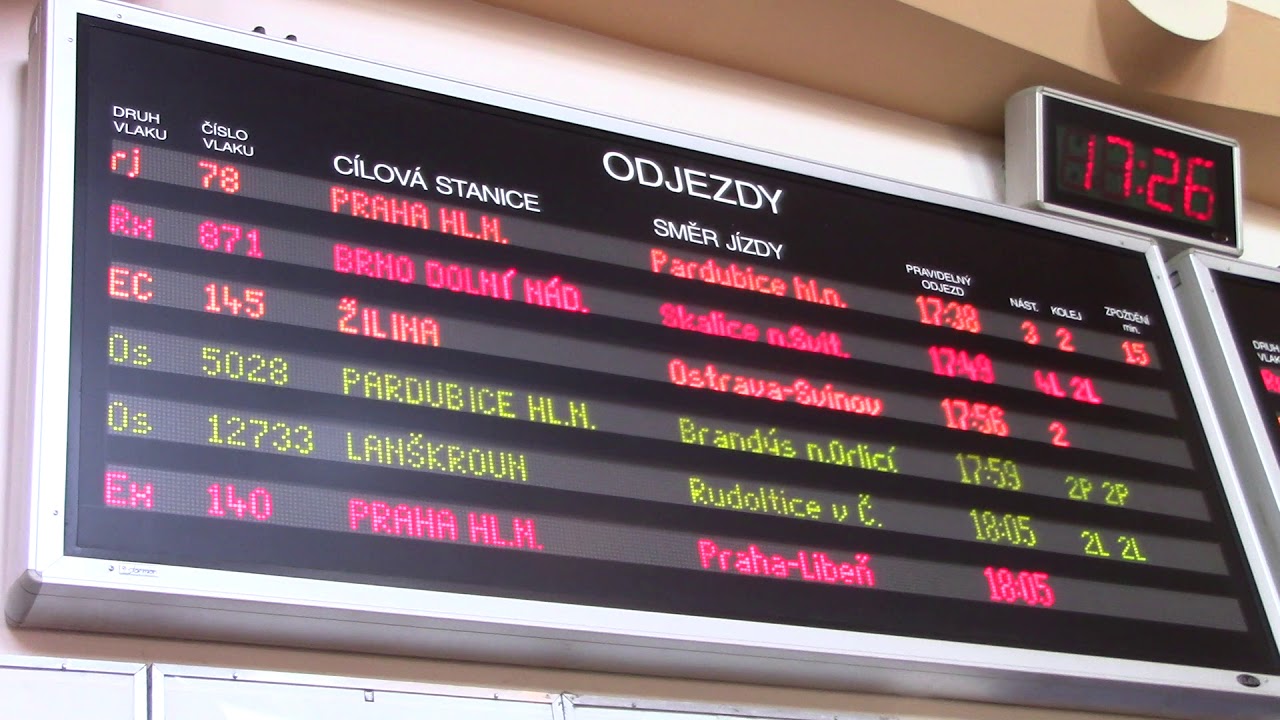 ODJEZDY
DRUH VLAKU ČÍSLO VLAKU CÍLOVÁ STANICE SMĚR JÍZDY PRAVIDELNÝ ODJEZD NÁST. KOLEJ ZPOŽDĚNÍ min.
rj 78 PRAHA HL.N. Pardubice hl.n. 17:38 3 2 15
Rx 871 BRNO DOLNÍ NÁD. Skalice n.Svit. 17:49 4L 2L
EC 145 ŽILINA Ostrava-Svinov 17:56 2
Os 5028 PARDUBICE HL.N. Brandýs n.Orlicí 17:59 2P 2P
Os 12733 LANŠKROUN Rudoltice v Č. 18:05 2L 2L
Ex 140 PRAHA HL.N. Praha-Libeň 18:05
17:26